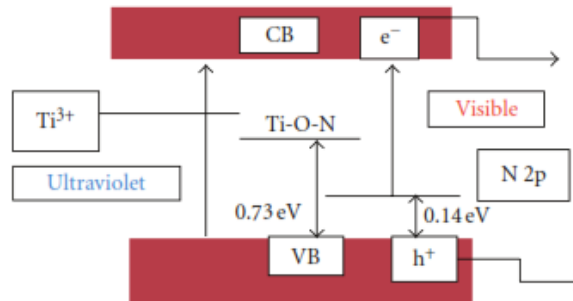 CB
e⁻
Ti³⁺
Ti-O-N
Visible
Ultraviolet
N 2p
0.73 eV
0.14 eV
VB
h⁺